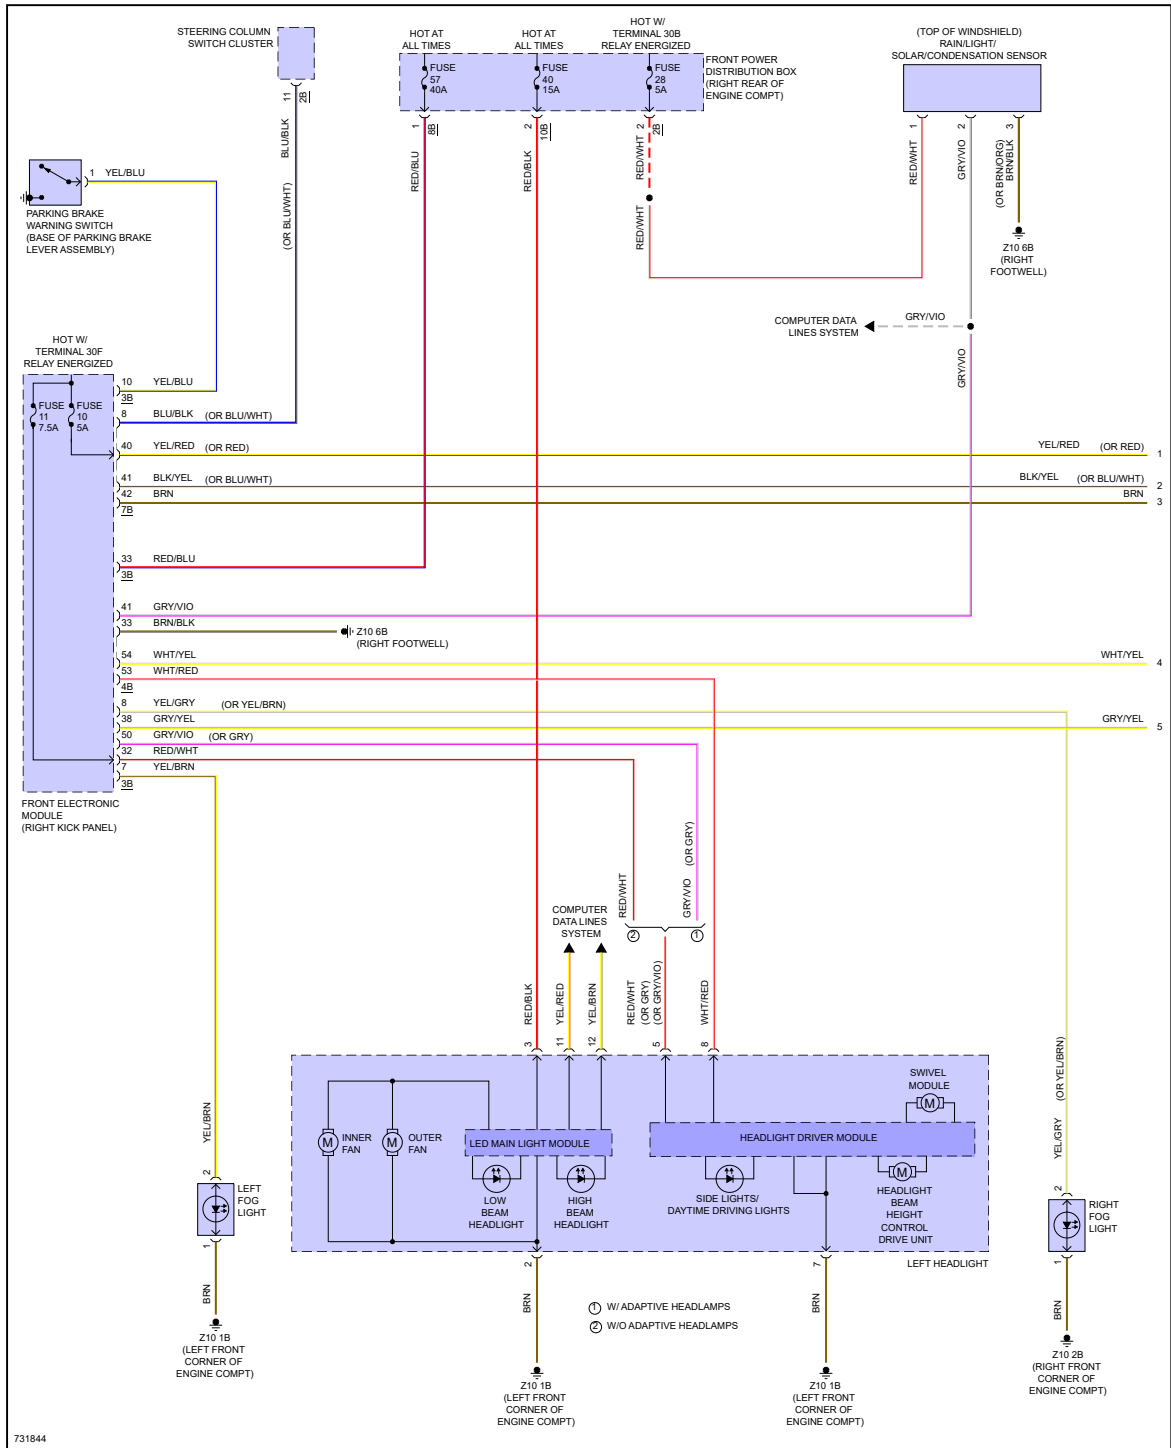 STEERING COLUMN
SWITCH CLUSTER
11
2B
BLU/BLK
(OR BLU/WHT)
HOT AT
ALL TIMES
HOT AT
ALL TIMES
HOT W/
TERMINAL 30B
RELAY ENERGIZED
FUSE
57
40A
FUSE
40
15A
FUSE
28
5A
FRONT POWER
DISTRIBUTION BOX
(RIGHT REAR OF
ENGINE COMPT)
1
8B
2
10B
2
2B
RED/BLU
RED/BLK
RED/WHT
RED/WHT
(TOP OF WINDSHIELD)
RAIN/LIGHT/
SOLAR/CONDENSATION SENSOR
1
2
3
RED/WHT
GRY/VIO
(OR BRN/ORG)
BRN/BLK
Z10 6B
(RIGHT
FOOTWELL)
COMPUTER DATA
LINES SYSTEM
GRY/VIO
GRY/VIO
1
YEL/BLU
PARKING BRAKE
WARNING SWITCH
(BASE OF PARKING BRAKE
LEVER ASSEMBLY)
HOT W/
TERMINAL 30F
RELAY ENERGIZED
FUSE
11
7.5A
FUSE
10
5A
10 YEL/BLU
3B
8 BLU/BLK (OR BLU/WHT)
40 YEL/RED (OR RED) YEL/RED (OR RED) 1
41 BLK/YEL (OR BLU/WHT) BLK/YEL (OR BLU/WHT) 2
42 BRN BRN 3
7B
33 RED/BLU
3B
41 GRY/VIO
33 BRN/BLK
Z10 6B
(RIGHT FOOTWELL)
54 WHT/YEL WHT/YEL 4
53 WHT/RED
4B
8 YEL/GRY (OR YEL/BRN)
38 GRY/YEL GRY/YEL 5
50 GRY/VIO (OR GRY)
32 RED/WHT
7 YEL/BRN
3B
FRONT ELECTRONIC
MODULE
(RIGHT KICK PANEL)
COMPUTER
DATA LINES
SYSTEM
RED/WHT
GRY/VIO
(OR GRY)
2
1
RED/BLK
YEL/RED
YEL/BRN
RED/WHT
(OR GRY)
(OR GRY/VIO)
WHT/RED
3
11
12
5
8
M
INNER
FAN
M
OUTER
FAN
LED MAIN LIGHT MODULE
LOW
BEAM
HEADLIGHT
HIGH
BEAM
HEADLIGHT
HEADLIGHT DRIVER MODULE
SWIVEL
MODULE
M
SIDE LIGHTS/
DAYTIME DRIVING LIGHTS
M
HEADLIGHT
BEAM
HEIGHT
CONTROL
DRIVE UNIT
LEFT HEADLIGHT
2
BRN
Z10 1B
(LEFT FRONT
CORNER OF
ENGINE COMPT)
7
BRN
Z10 1B
(LEFT FRONT
CORNER OF
ENGINE COMPT)
1 W/ ADAPTIVE HEADLAMPS
2 W/O ADAPTIVE HEADLAMPS
YEL/BRN
2
LEFT
FOG
LIGHT
1
BRN
Z10 1B
(LEFT FRONT
CORNER OF
ENGINE COMPT)
(OR YEL/BRN)
YEL/GRY
2
RIGHT
FOG
LIGHT
1
BRN
Z10 2B
(RIGHT FRONT
CORNER OF
ENGINE COMPT)
731844